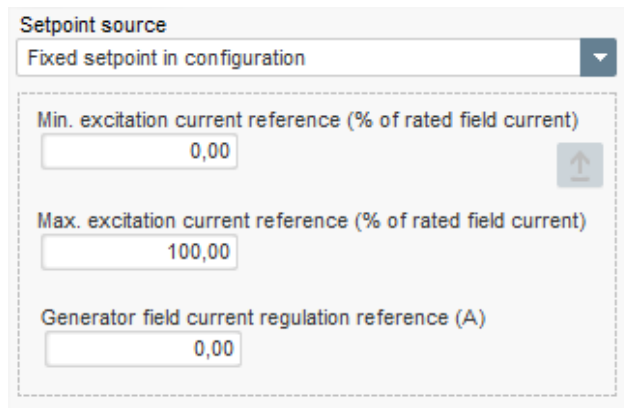 Setpoint source
Fixed setpoint in configuration
Min. excitation current reference (% of rated field current)
0,00
Max. excitation current reference (% of rated field current)
100,00
Generator field current regulation reference (A)
0,00